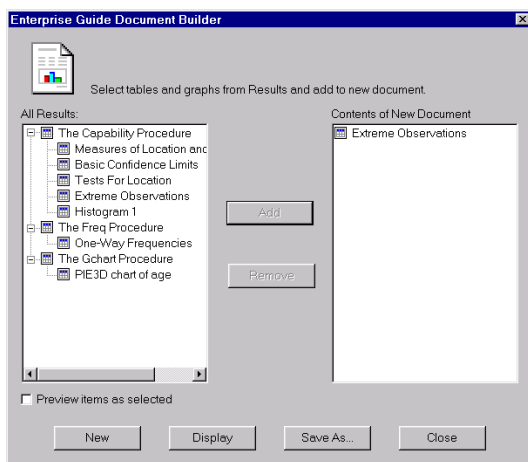 Enterprise Guide Document Builder
Select tables and graphs from Results and add to new document.
All Results:
The Capability Procedure
Measures of Location and
Basic Confidence Limits
Tests For Location
Extreme Observations
Histogram 1
The Freq Procedure
One-Way Frequencies
The Gchart Procedure
PIE3D chart of age
Add
Remove
Contents of New Document
Extreme Observations
Preview items as selected
New
Display
Save As...
Close